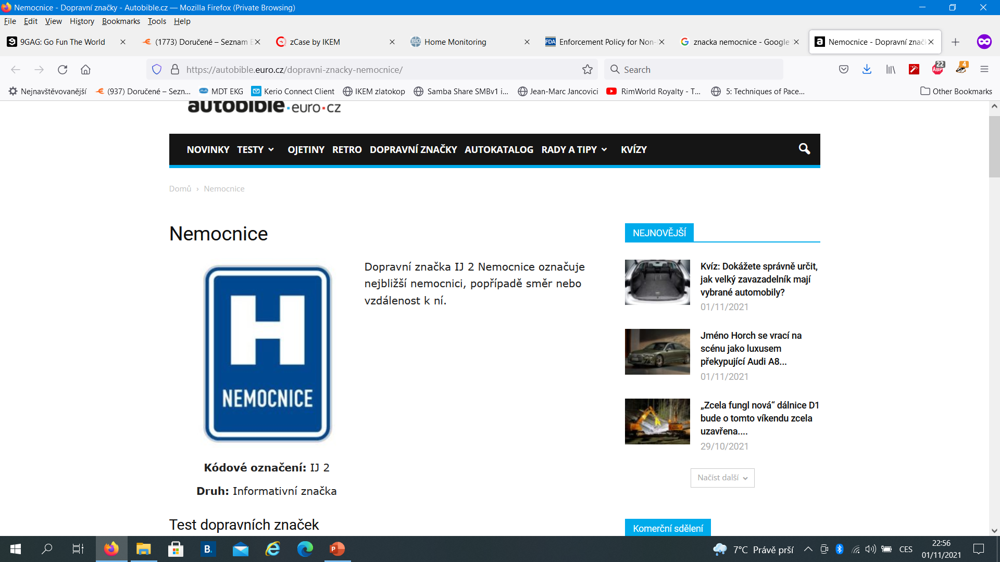 Nemocnice - Dopravní značky - Autobible.cz — Mozilla Firefox (Private Browsing)
File Edit View History Bookmarks Tools Help
9GAG: Go Fun The World
(1773) Doručené – Seznam E
zCase by IKEM
Home Monitoring
FDA Enforcement Policy for Non-
znacka nemocnice - Google
Nemocnice - Dopravní znač
https://autobible.euro.cz/dopravni-znacky-nemocnice/
Search
22
ABP
4
Nejnavštěvovanější
(937) Doručené – Sezn...
MDT EKG
Kerio Connect Client
IKEM zlatokop
Samba Share SMBv1 i...
Jean-Marc Jancovici
RimWorld Royalty - T...
5: Techniques of Pace...
Other Bookmarks
autobible•euro•cz
NOVINKY TESTY OJETINY RETRO DOPRAVNÍ ZNAČKY AUTOKATALOG RADY A TIPY KVÍZY
Domů › Nemocnice
Nemocnice
H
NEMOCNICE
Dopravní značka IJ 2 Nemocnice označuje
nejbližší nemocnici, popřípadě směr nebo
vzdálenost k ní.
Kódové označení: IJ 2
Druh: Informativní značka
Test dopravních značek
NEJNOVĚJŠÍ
Kvíz: Dokážete správně určit,
jak velký zavazadelník mají
vybrané automobily?
01/11/2021
Jméno Horch se vrací na
scénu jako luxusem
překypující Audi A8...
01/11/2021
„Zcela fungl nová“ dálnice D1
bude o tomto víkendu zcela
uzavřena....
29/10/2021
Načíst další
Komerční sdělení
B.
P
7°C Právě prší
CES
22:56
01/11/2021